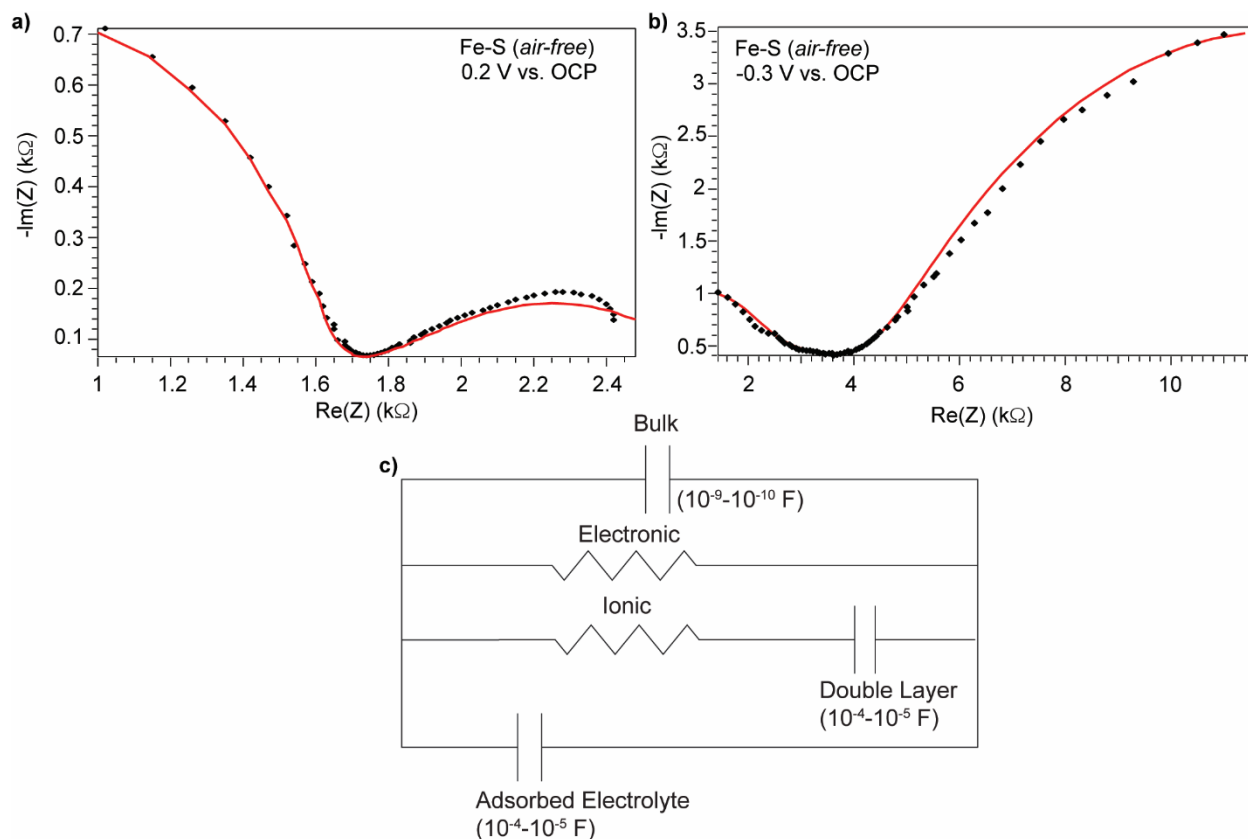 a)
Fe-S (air-free)
0.2 V vs. OCP
-Im(Z) (kΩ)
0.7
0.6
0.5
0.4
0.3
0.2
0.1
1
1.2
1.4
1.6
1.8
2
2.2
2.4
Re(Z) (kΩ)
b)
Fe-S (air-free)
-0.3 V vs. OCP
-Im(Z) (kΩ)
3.5
3
2.5
2
1.5
1
0.5
2
4
6
8
10
Re(Z) (kΩ)
c)
Bulk
(10⁻⁹-10⁻¹⁰ F)
Electronic
Ionic
Double Layer
(10⁻⁴-10⁻⁵ F)
Adsorbed Electrolyte
(10⁻⁴-10⁻⁵ F)